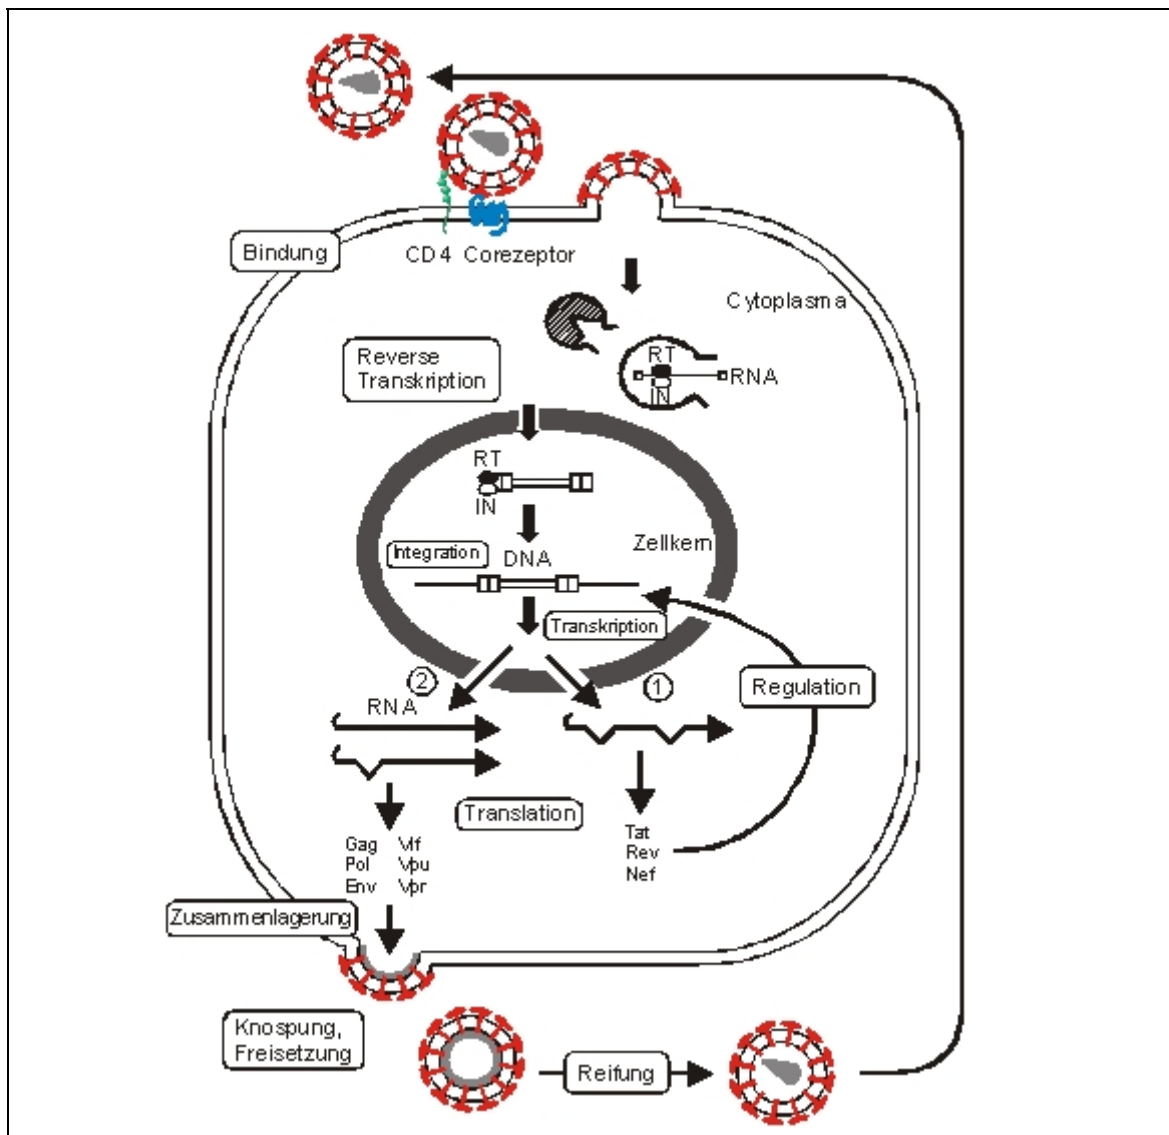 Bindung
CD4 Corezeptor
Cytoplasma
Reverse
Transkription
RT
RNA
IN
RT
IN
Zellkern
Integration
DNA
Transkription
2
1
Regulation
RNA
Translation
Gag Vif
Pol Vpu
Env Vpr
Tat
Rev
Nef
Zusammenlagerung
Knospung,
Freisetzung
Reifung